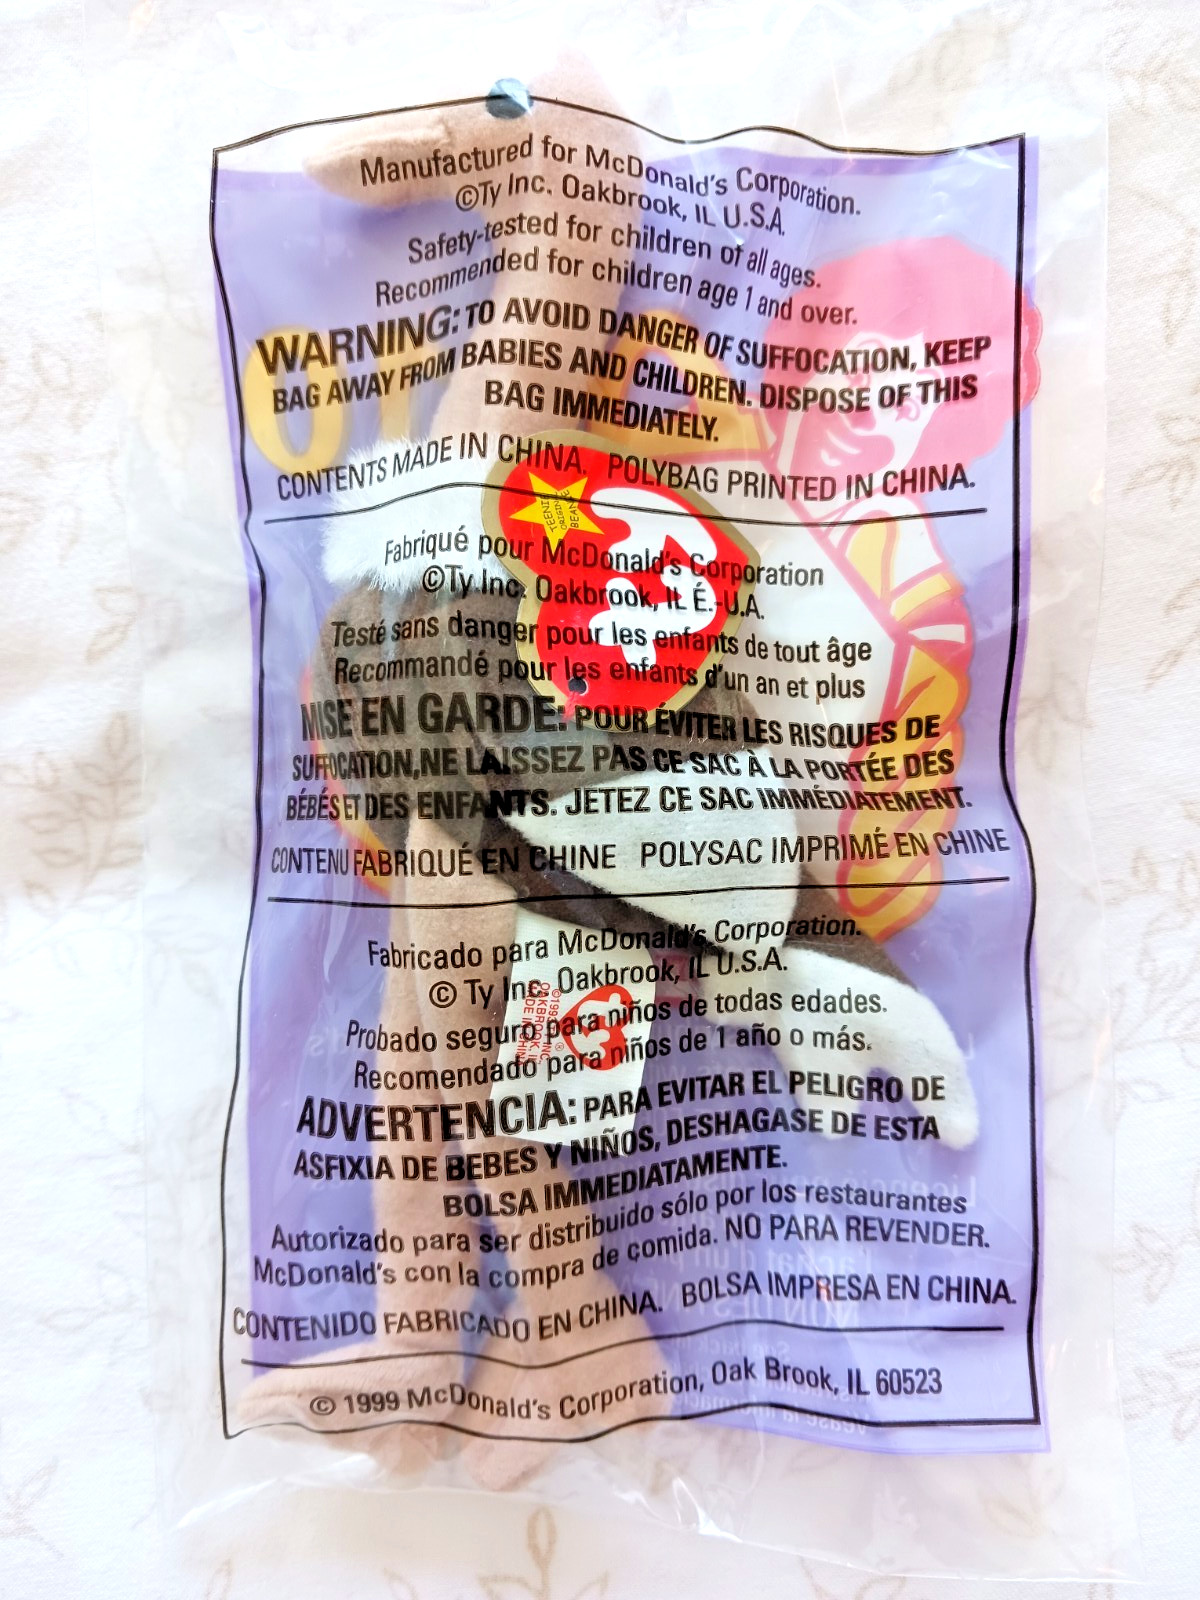 Manufactured for McDonald's Corporation.
©Ty Inc. Oakbrook, IL U.S.A.
Safety-tested for children of all ages.
Recommended for children age 1 and over.
WARNING: TO AVOID DANGER OF SUFFOCATION, KEEP
BAG AWAY FROM BABIES AND CHILDREN. DISPOSE OF THIS
BAG IMMEDIATELY.
CONTENTS MADE IN CHINA. POLYBAG PRINTED IN CHINA.
Fabriqué pour McDonald's Corporation
©Ty Inc. Oakbrook, IL É.-U.A.
Testé sans danger pour les enfants de tout âge
Recommandé pour les enfants d'un an et plus
MISE EN GARDE: POUR ÉVITER LES RISQUES DE
SUFFOCATION,NE LAISSEZ PAS CE SAC À LA PORTÉE DES
BÉBÉS ET DES ENFANTS. JETEZ CE SAC IMMÉDIATEMENT.
CONTENU FABRIQUÉ EN CHINE POLYSAC IMPRIMÉ EN CHINE
Fabricado para McDonald's Corporation.
© Ty Inc. Oakbrook, IL U.S.A.
Probado seguro para niños de todas edades.
Recomendado para niños de 1 año o más.
ADVERTENCIA: PARA EVITAR EL PELIGRO DE
ASFIXIA DE BEBES Y NIÑOS, DESHAGASE DE ESTA
BOLSA IMMEDIATAMENTE.
Autorizado para ser distribuido sólo por los restaurantes
McDonald's con la compra de comida. NO PARA REVENDER.
CONTENIDO FABRICADO EN CHINA. BOLSA IMPRESA EN CHINA.
© 1999 McDonald's Corporation, Oak Brook, IL 60523
ty
ty